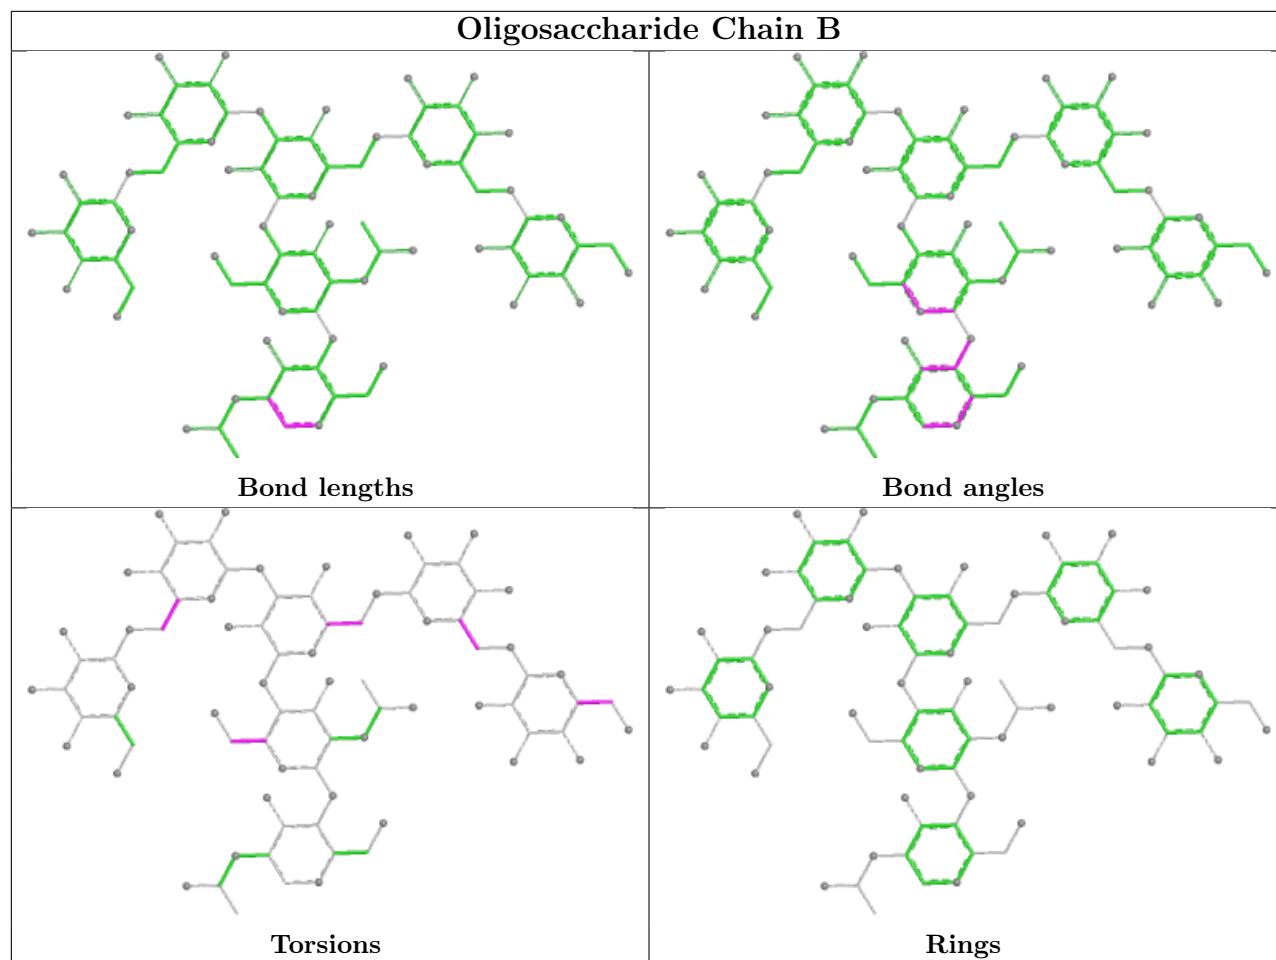 Oligosaccharide Chain B
Bond lengths
Bond angles
Torsions
Rings